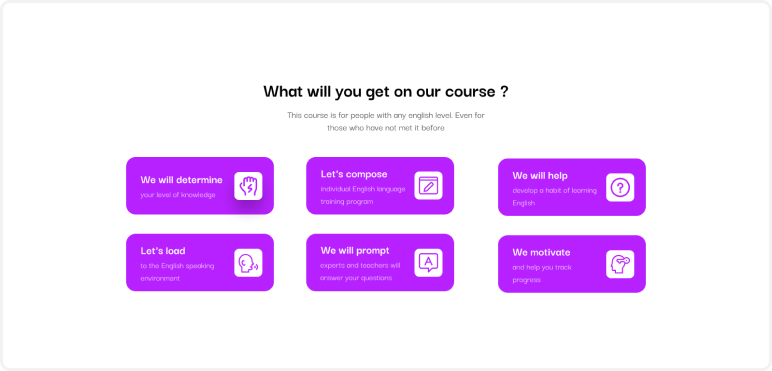 What will you get on our course ?
This course is for people with any english level. Even for
those who have not met it before
We will determine
your level of knowledge
Let's compose
individual English language
training program
We will help
develop a habit of learning
English
Let's load
to the English speaking
environment
We will prompt
experts and teachers will
answer your questions
A
We motivate
and help you track
progress